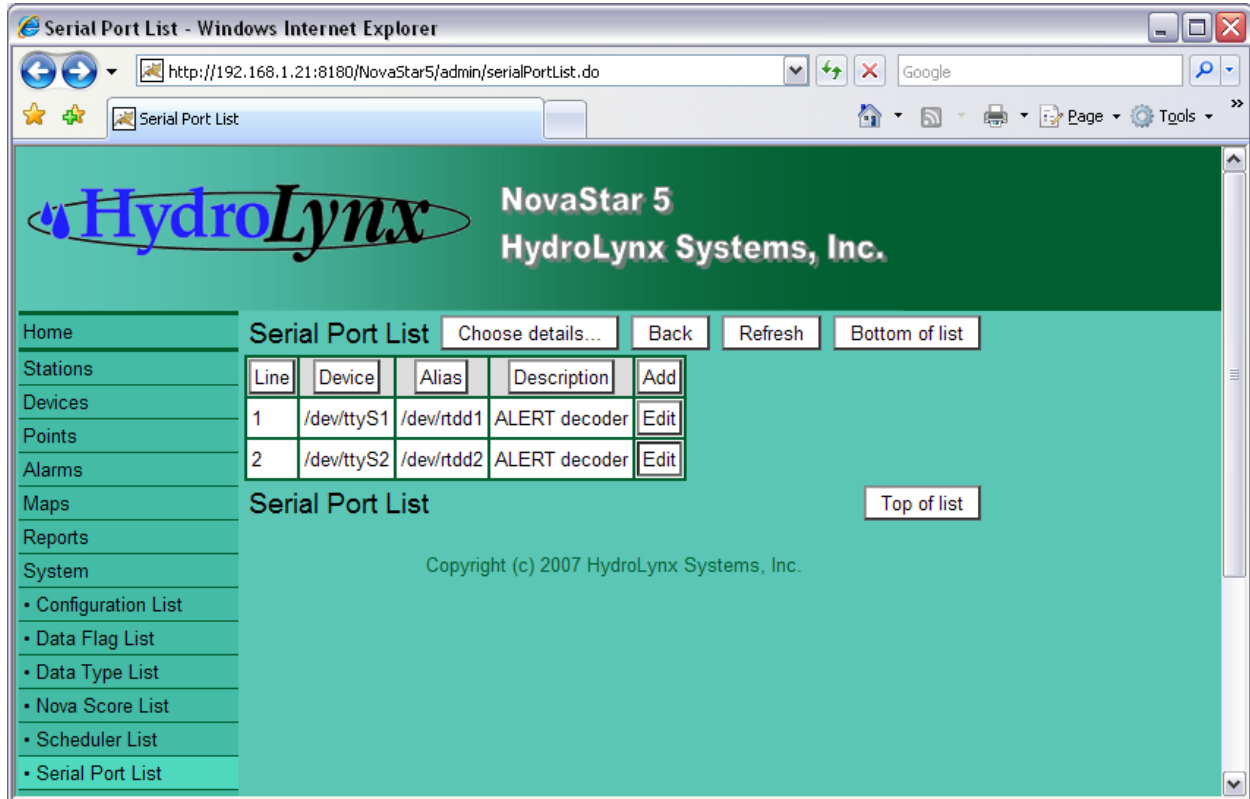 Serial Port List - Windows Internet Explorer
http://192.168.1.21:8180/NovaStar5/admin/serialPortList.do
Google
Serial Port List
Page
Tools
»
HydroLynx
NovaStar 5
HydroLynx Systems, Inc.
Home
Stations
Devices
Points
Alarms
Maps
Reports
System
• Configuration List
• Data Flag List
• Data Type List
• Nova Score List
• Scheduler List
• Serial Port List
Serial Port List Choose details... Back Refresh Bottom of list
Line Device Alias Description Add
1 /dev/ttyS1 /dev/rtdd1 ALERT decoder Edit
2 /dev/ttyS2 /dev/rtdd2 ALERT decoder Edit
Serial Port List Top of list
Copyright (c) 2007 HydroLynx Systems, Inc.